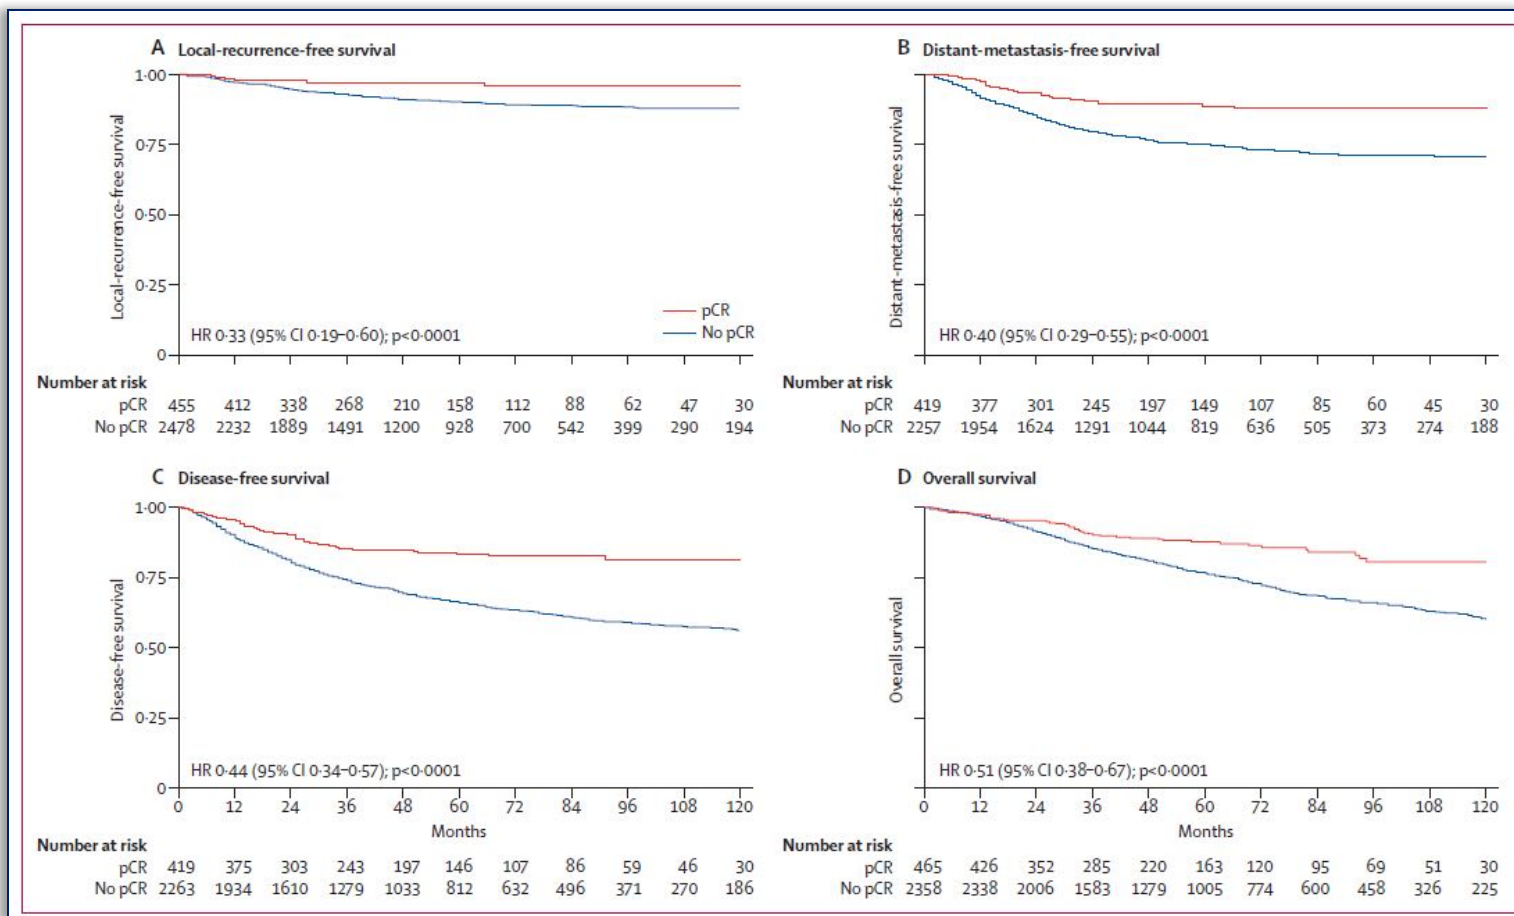 A Local-recurrence-free survival
1·00
0·75
0·50
0·25
0
Local-recurrence-free survival
pCR
No pCR
HR 0·33 (95% CI 0·19–0·60); p<0·0001
Number at risk
pCR 455 412 338 268 210 158 112 88 62 47 30
No pCR 2478 2232 1889 1491 1200 928 700 542 399 290 194
B Distant-metastasis-free survival
Distant-metastasis-free survival
HR 0·40 (95% CI 0·29–0·55); p<0·0001
Number at risk
pCR 419 377 301 245 197 149 107 85 60 45 30
No pCR 2257 1954 1624 1291 1044 819 636 505 373 274 188
C Disease-free survival
1·00
0·75
0·50
0·25
0
Disease-free survival
HR 0·44 (95% CI 0·34–0·57); p<0·0001
0 12 24 36 48 60 72 84 96 108 120
Months
Number at risk
pCR 419 375 303 243 197 146 107 86 59 46 30
No pCR 2263 1934 1610 1279 1033 812 632 496 371 270 186
D Overall survival
Overall survival
HR 0·51 (95% CI 0·38–0·67); p<0·0001
0 12 24 36 48 60 72 84 96 108 120
Months
Number at risk
pCR 465 426 352 285 220 163 120 95 69 51 30
No pCR 2358 2338 2006 1583 1279 1005 774 600 458 326 225